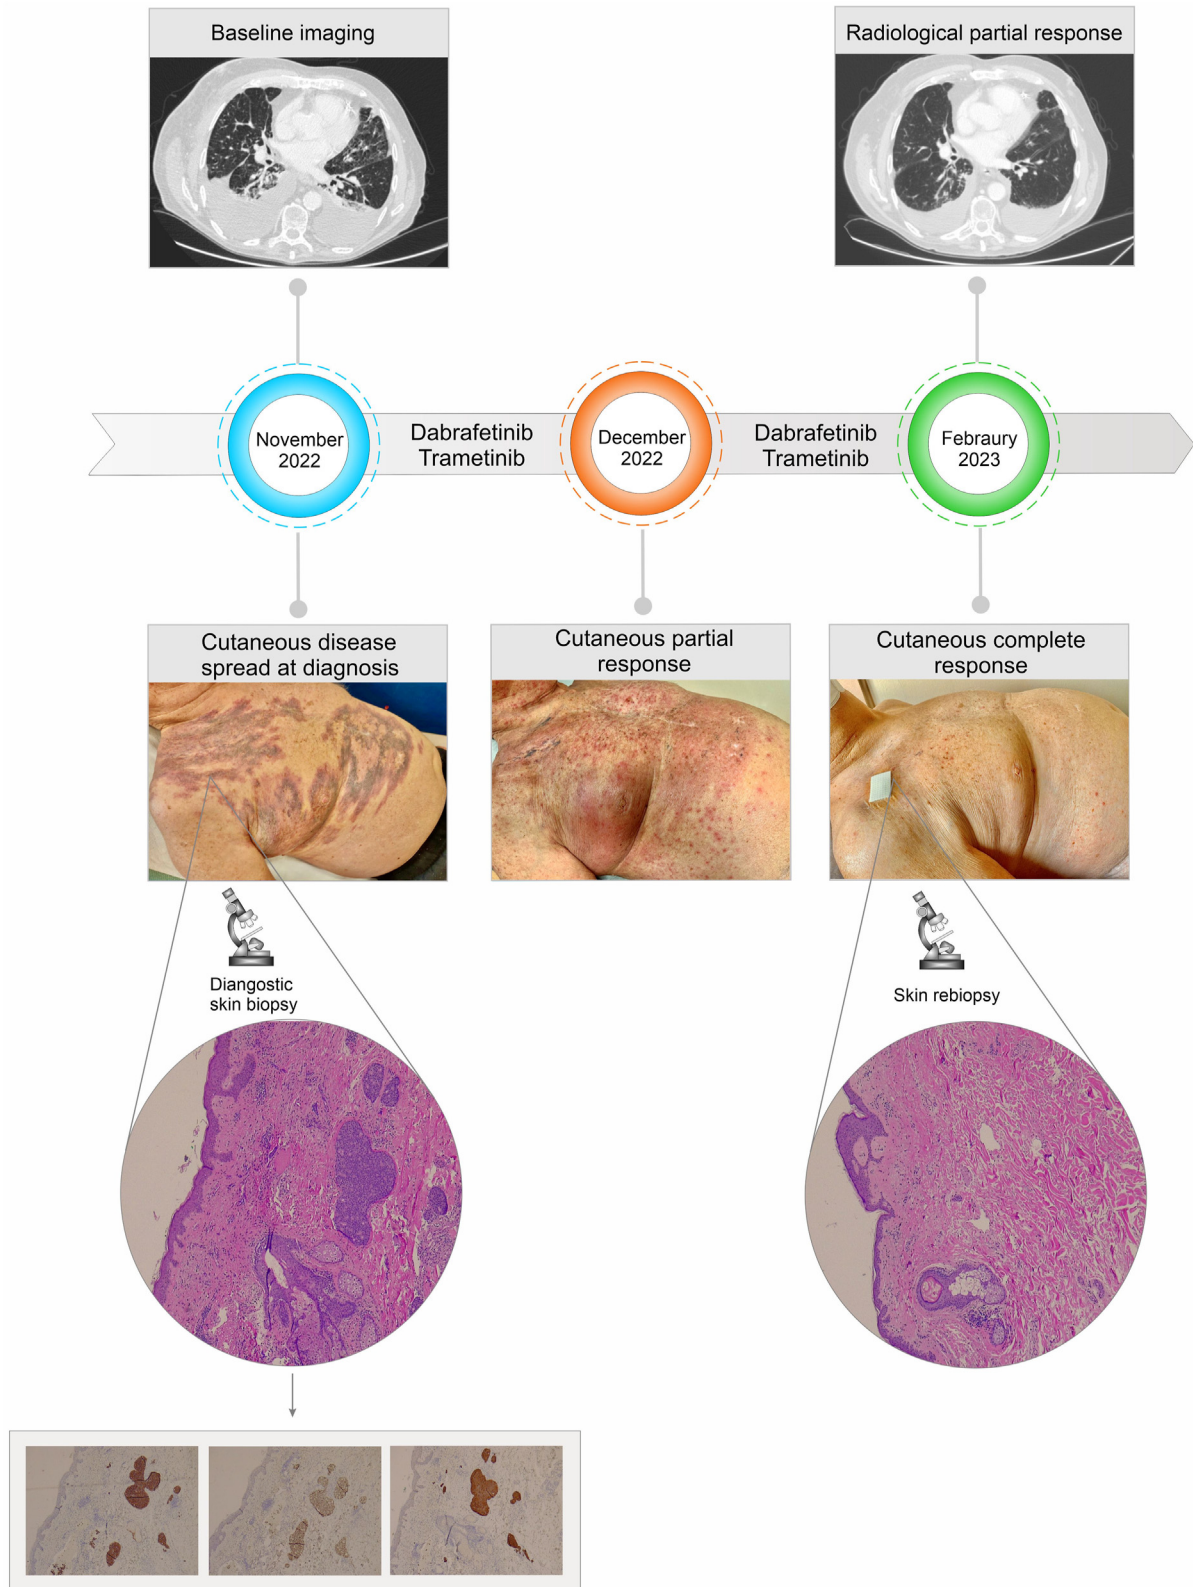 Baseline imaging
Radiological partial response
November
2022
Dabrafetinib
Trametinib
December
2022
Dabrafetinib
Trametinib
Febraury
2023
Cutaneous disease
spread at diagnosis
Cutaneous partial
response
Cutaneous complete
response
Diangostic
skin biopsy
Skin rebiopsy